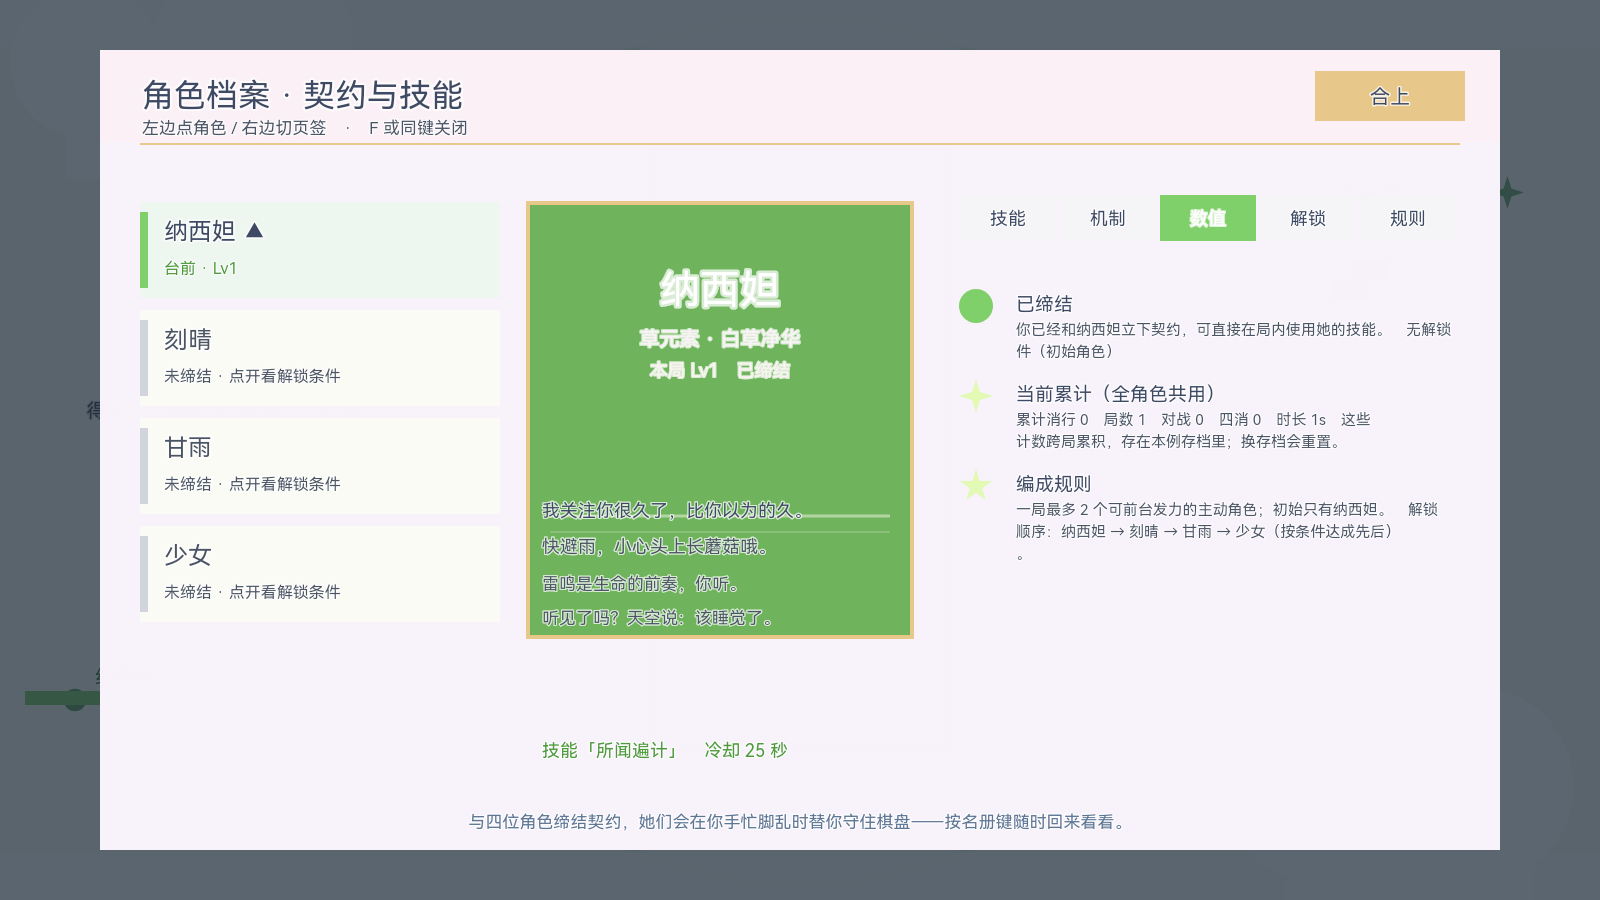 角色档案 · 契约与技能
左边点角色 / 右边切页签 · F 或同键关闭
合上
纳西妲 ▲
台前 · Lv1
刻晴
未缔结 · 点开看解锁条件
甘雨
未缔结 · 点开看解锁条件
少女
未缔结 · 点开看解锁条件
纳西妲
草元素 · 白草净华
本局 Lv1 已缔结
我关注你很久了，比你以为的久。
快避雨，小心头上长蘑菇哦。
雷鸣是生命的前奏，你听。
听见了吗？天空说：该睡觉了。
技能「所闻遍计」 冷却 25 秒
技能 机制 数值 解锁 规则
已缔结
你已经和纳西妲立下契约，可直接在局内使用她的技能。 无解锁
件（初始角色）
当前累计（全角色共用）
累计消行 0 局数 1 对战 0 四消 0 时长 1s 这些
计数跨局累积，存在本例存档里；换存档会重置。
编成规则
一局最多 2 个可前台发力的主动角色；初始只有纳西妲。 解锁
顺序：纳西妲 → 刻晴 → 甘雨 → 少女（按条件达成先后）
。
与四位角色缔结契约，她们会在你手忙脚乱时替你守住棋盘——按名册键随时回来看看。